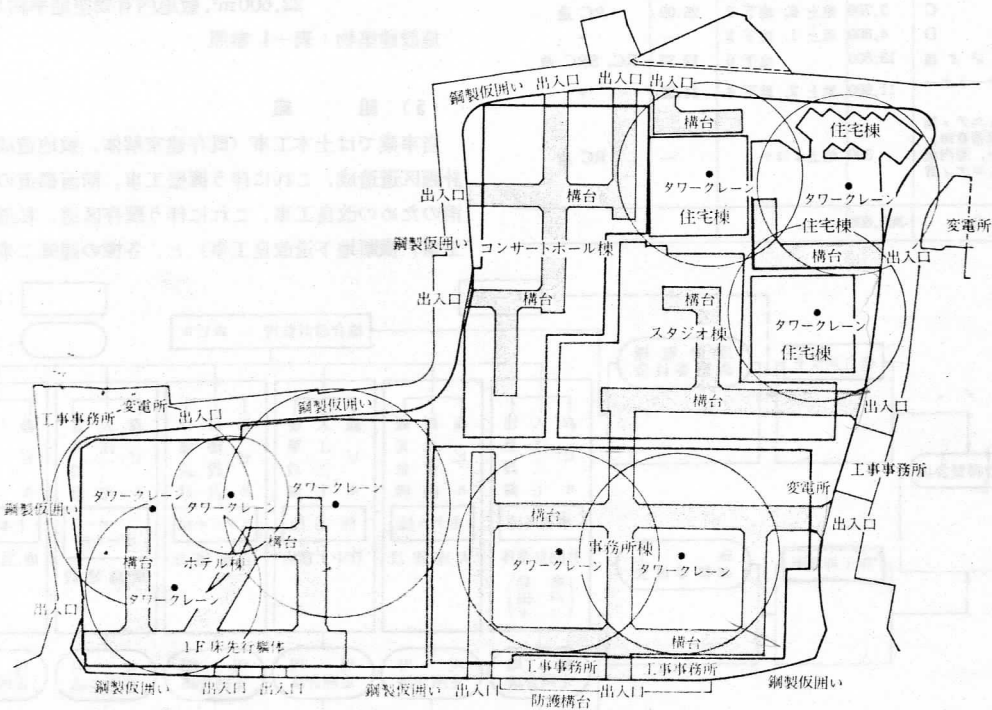 鋼製仮囲い 出入口 出入口 出入口
構台
住宅棟
出入口
構台
タワークレーン
タワークレーン
変電所
住宅棟
住宅棟
鋼製仮囲い
コンサートホール棟
構台
出入口
出入口
構台
構台
スタジオ棟
タワークレーン
住宅棟
構台
出入口
鋼製仮囲い
変電所
出入口
工事事務所
工事事務所
変電所
出入口
タワークレーン
タワークレーン
タワークレーン
鋼製仮囲い
構台
構台
ホテル棟
タワークレーン
構台
事務所棟
タワークレーン
タワークレーン
出入口
1F床先行躯体
構台
工事事務所
工事事務所
鋼製仮囲い
出入口
出入口
鋼製仮囲い
出入口
出入口
防護構台
鋼製仮囲い